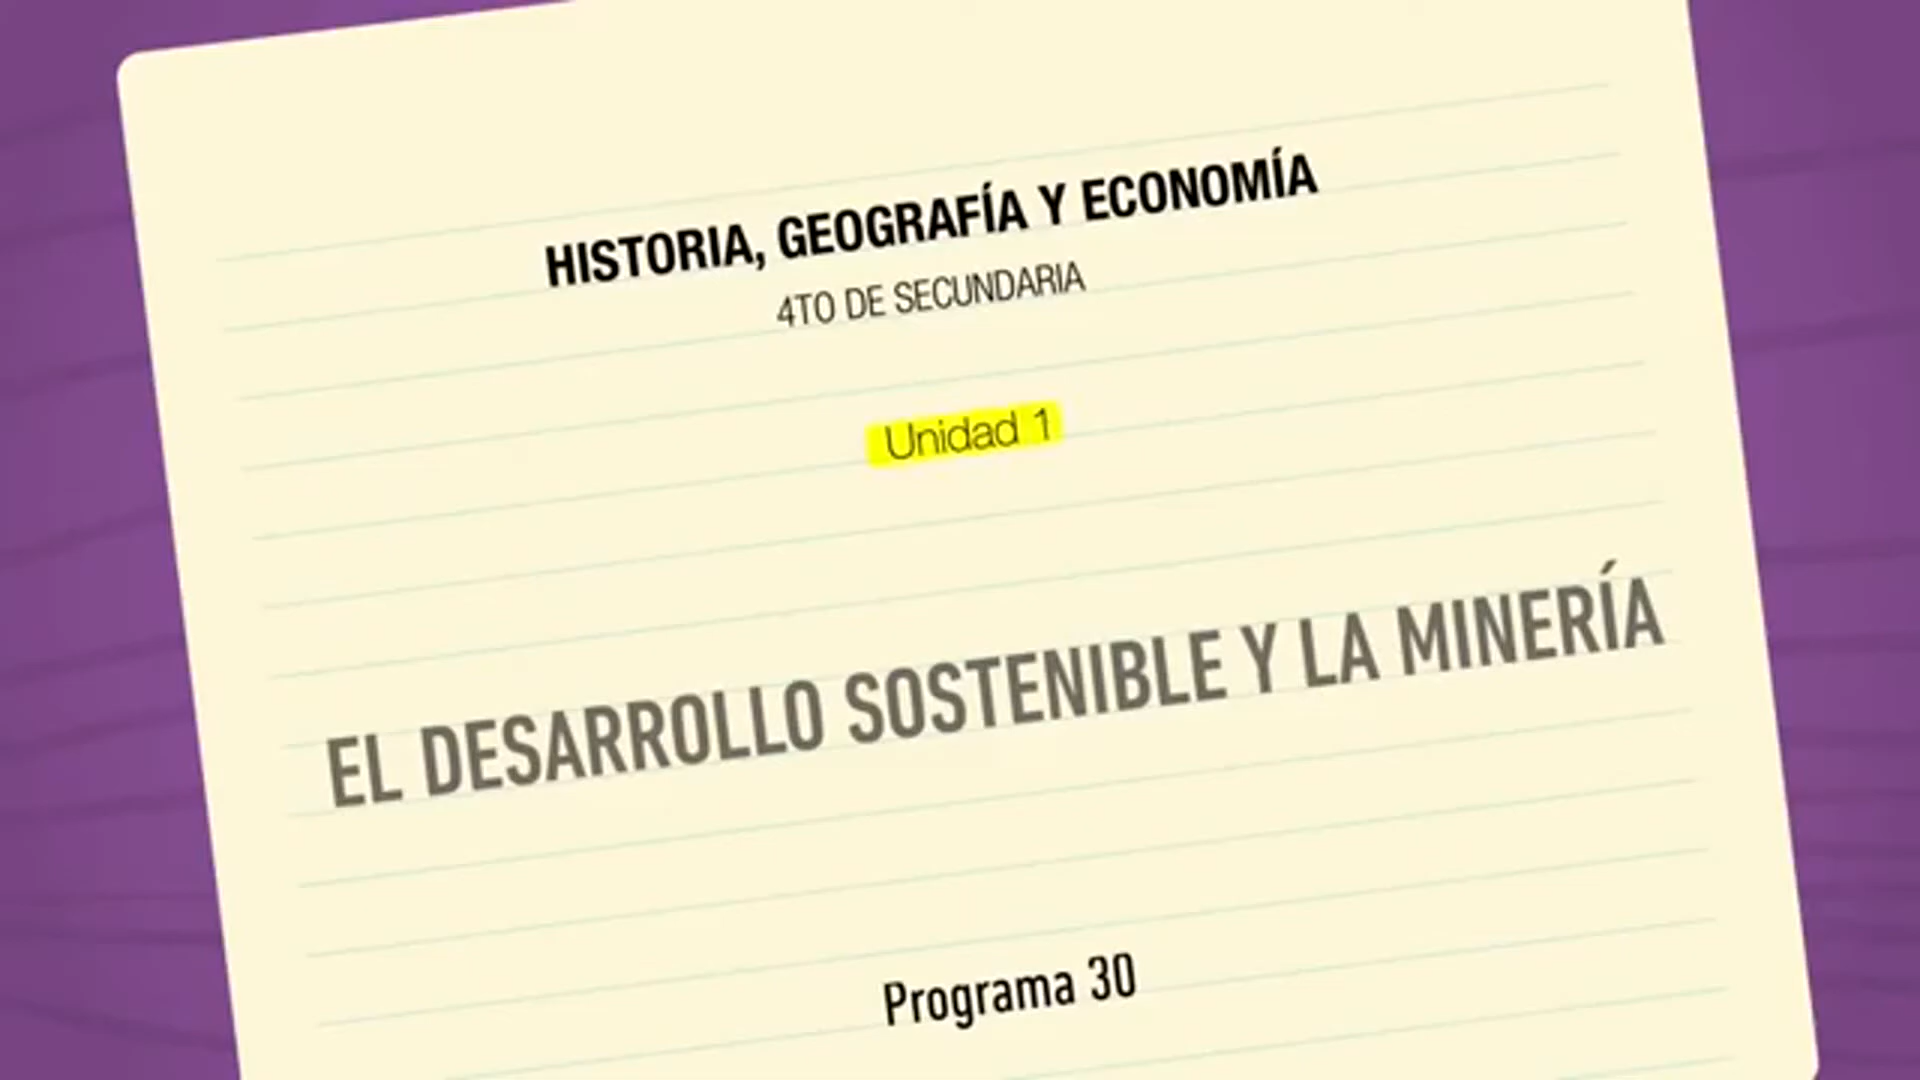 HISTORIA, GEOGRAFÍA Y ECONOMÍA
4TO DE SECUNDARIA
Unidad 1
EL DESARROLLO SOSTENIBLE Y LA MINERÍA
Programa 30